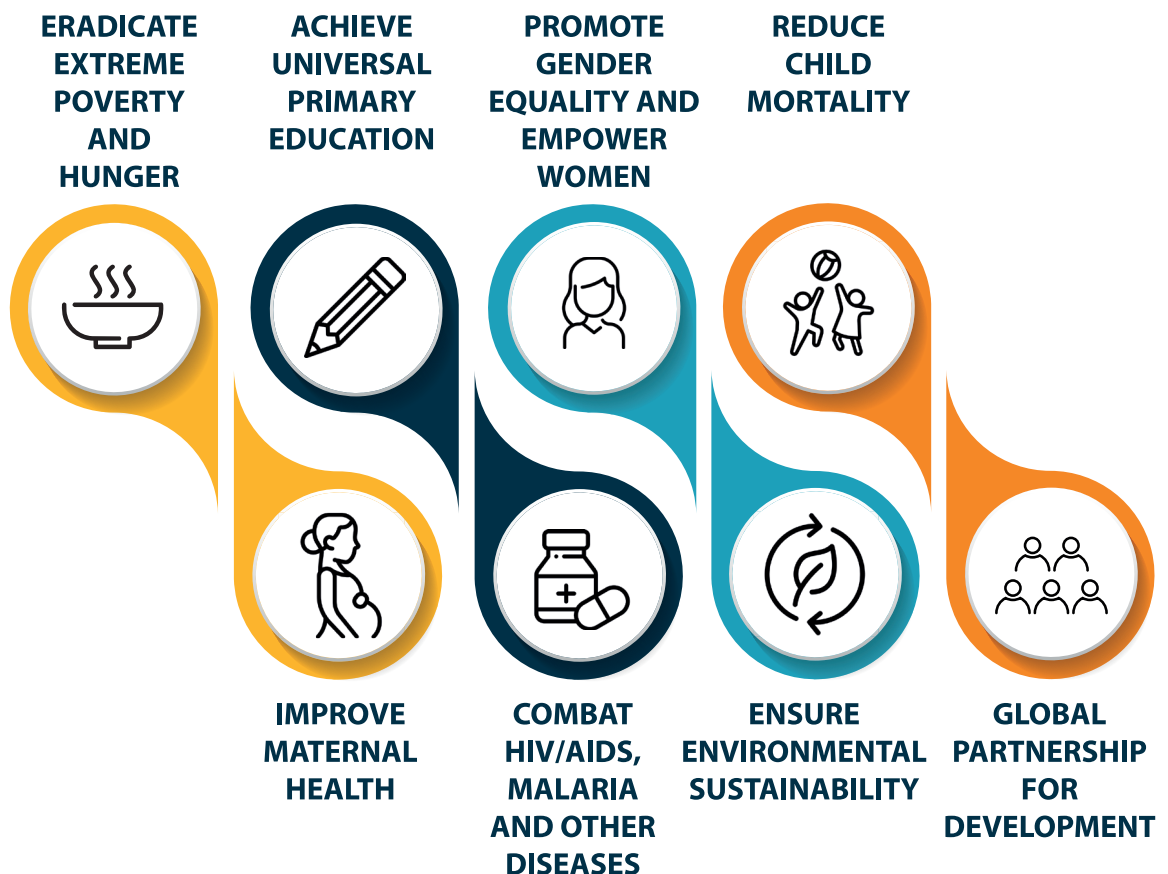 ERADICATE
EXTREME
POVERTY
AND
HUNGER
ACHIEVE
UNIVERSAL
PRIMARY
EDUCATION
PROMOTE
GENDER
EQUALITY AND
EMPOWER
WOMEN
REDUCE
CHILD
MORTALITY
IMPROVE
MATERNAL
HEALTH
COMBAT
HIV/AIDS,
MALARIA
AND OTHER
DISEASES
ENSURE
ENVIRONMENTAL
SUSTAINABILITY
GLOBAL
PARTNERSHIP
FOR
DEVELOPMENT